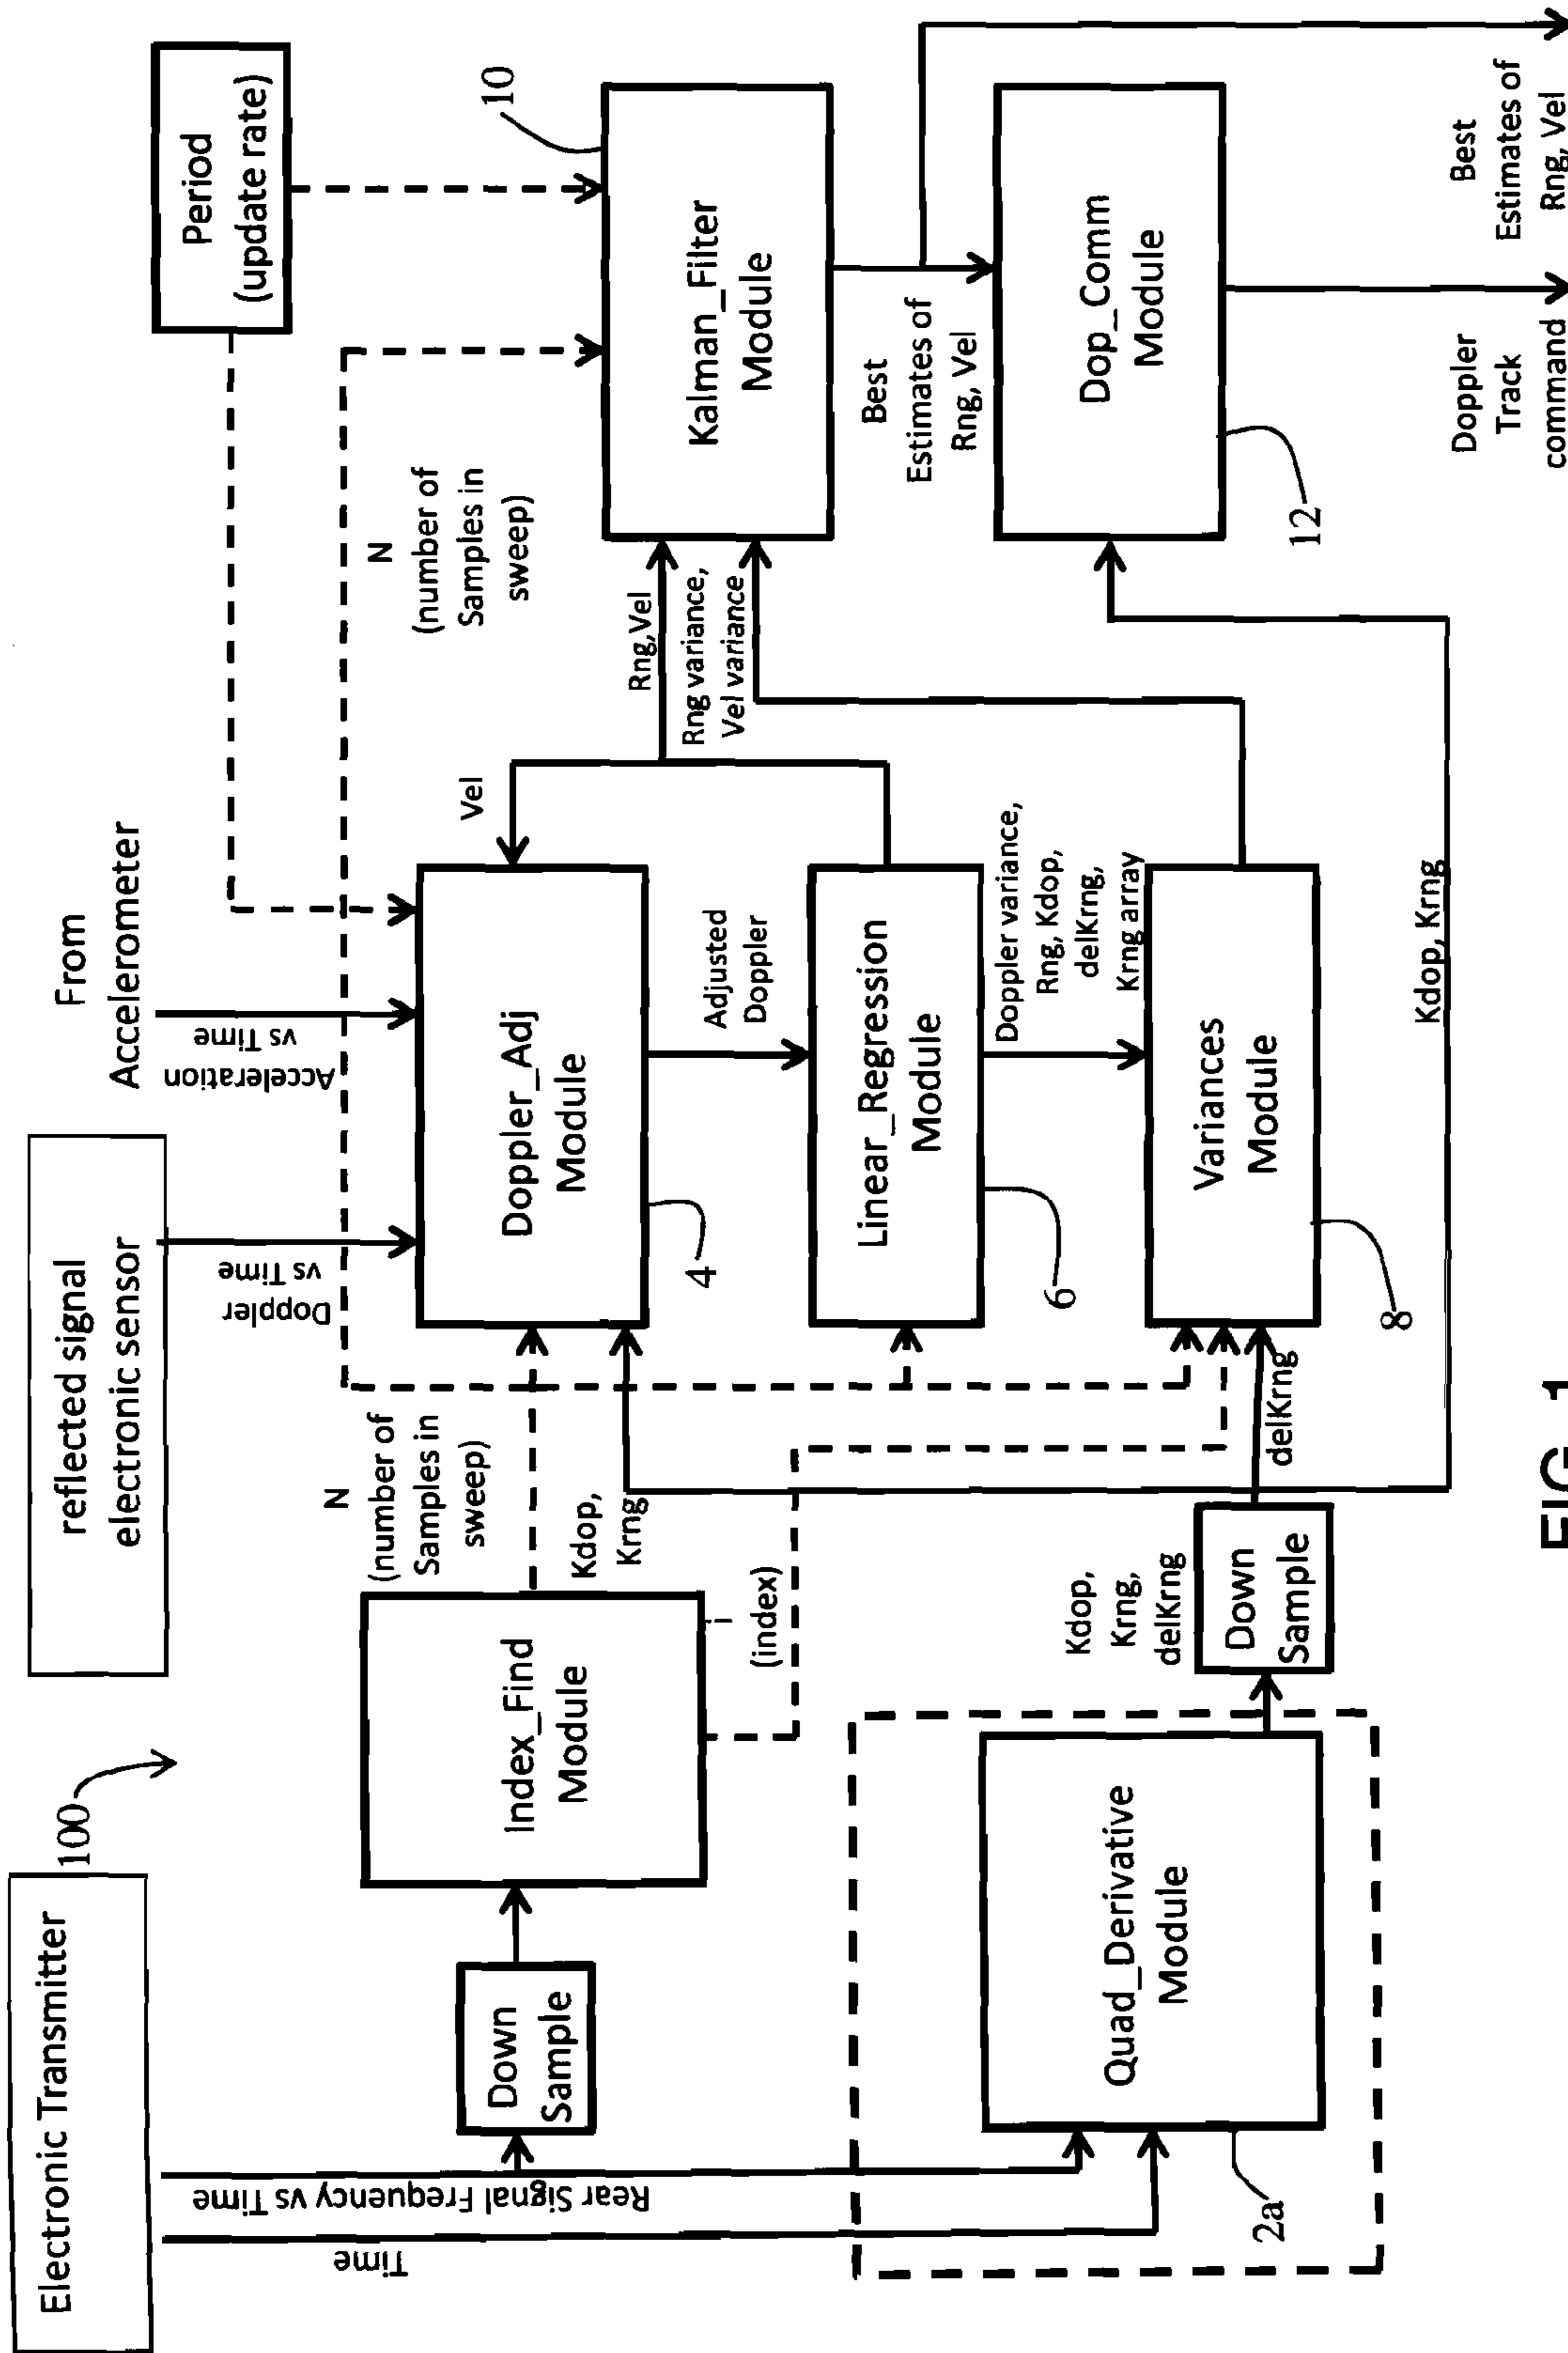 Electronic Transmitter
100
reflected signal
electronic sensor
From
Accelerometer
Period
(update rate)
Time
Rear Signal Frequency vs Time
Doppler
vs Time
Acceleration
vs Time
Down
Sample
Index_Find
Module
N
(number of
Samples in
sweep)
Kdop,
Krng
(index)
Doppler_Adj
Module
4
Vel
N
(number of
Samples in
sweep)
Adjusted
Doppler
Rng,Vel
Rng variance,
Vel variance
Kalman_Filter
Module
10
Linear_Regression
Module
6
Best
Estimates of
Rng, Vel
Doppler variance,
Rng, Kdop,
delKrng,
Krng array
Quad_Derivative
Module
2a
Kdop,
Krng,
delKrng
Down
Sample
delKrng
Variances
Module
8
Dop_Comm
Module
12
Kdop, Krng
Doppler
Track
command
Best
Estimates of
Rng, Vel